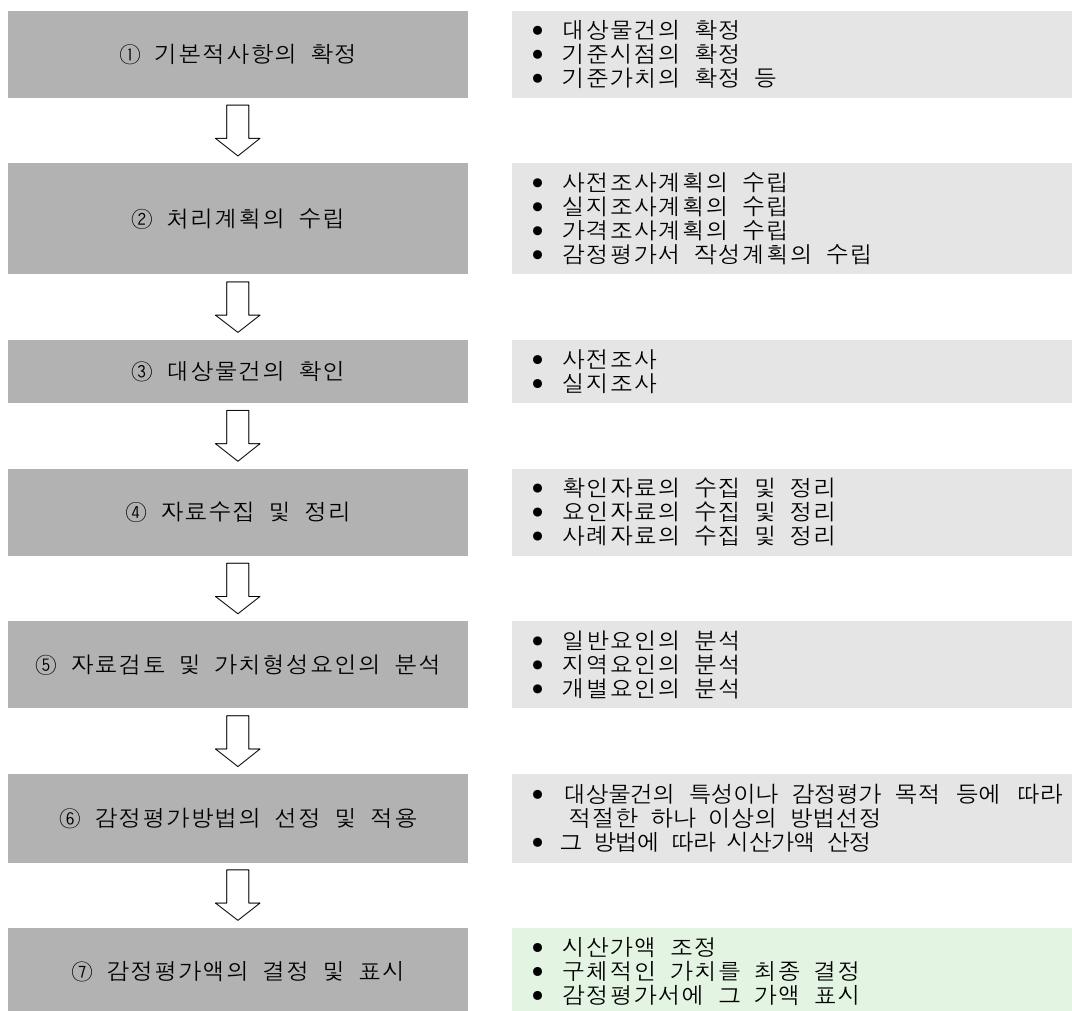 ① 기본적사항의 확정
● 대상물건의 확정
● 기준시점의 확정
● 기준가치의 확정 등
② 처리계획의 수립
● 사전조사계획의 수립
● 실지조사계획의 수립
● 가격조사계획의 수립
● 감정평가서 작성계획의 수립
③ 대상물건의 확인
● 사전조사
● 실지조사
④ 자료수집 및 정리
● 확인자료의 수집 및 정리
● 요인자료의 수집 및 정리
● 사례자료의 수집 및 정리
⑤ 자료검토 및 가치형성요인의 분석
● 일반요인의 분석
● 지역요인의 분석
● 개별요인의 분석
⑥ 감정평가방법의 선정 및 적용
● 대상물건의 특성이나 감정평가 목적 등에 따라
적절한 하나 이상의 방법선정
● 그 방법에 따라 시산가액 산정
⑦ 감정평가액의 결정 및 표시
● 시산가액 조정
● 구체적인 가치를 최종 결정
● 감정평가서에 그 가액 표시